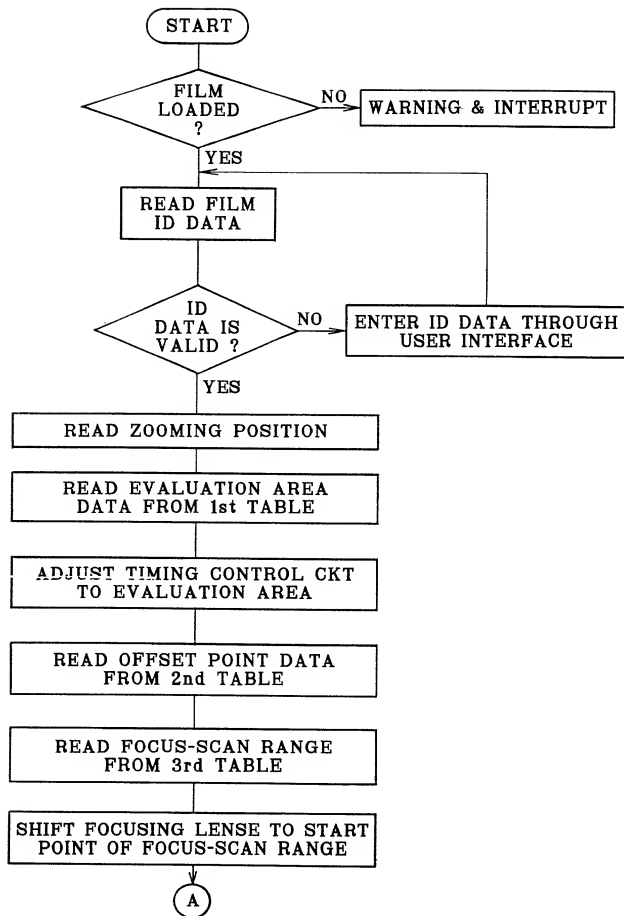 START
FILM
LOADED
?
NO
WARNING & INTERRUPT
YES
READ FILM
ID DATA
ID
DATA IS
VALID ?
NO
ENTER ID DATA THROUGH
USER INTERFACE
YES
READ ZOOMING POSITION
READ EVALUATION AREA
DATA FROM 1st TABLE
ADJUST TIMING CONTROL CKT
TO EVALUATION AREA
READ OFFSET POINT DATA
FROM 2nd TABLE
READ FOCUS-SCAN RANGE
FROM 3rd TABLE
SHIFT FOCUSING LENSE TO START
POINT OF FOCUS-SCAN RANGE
A